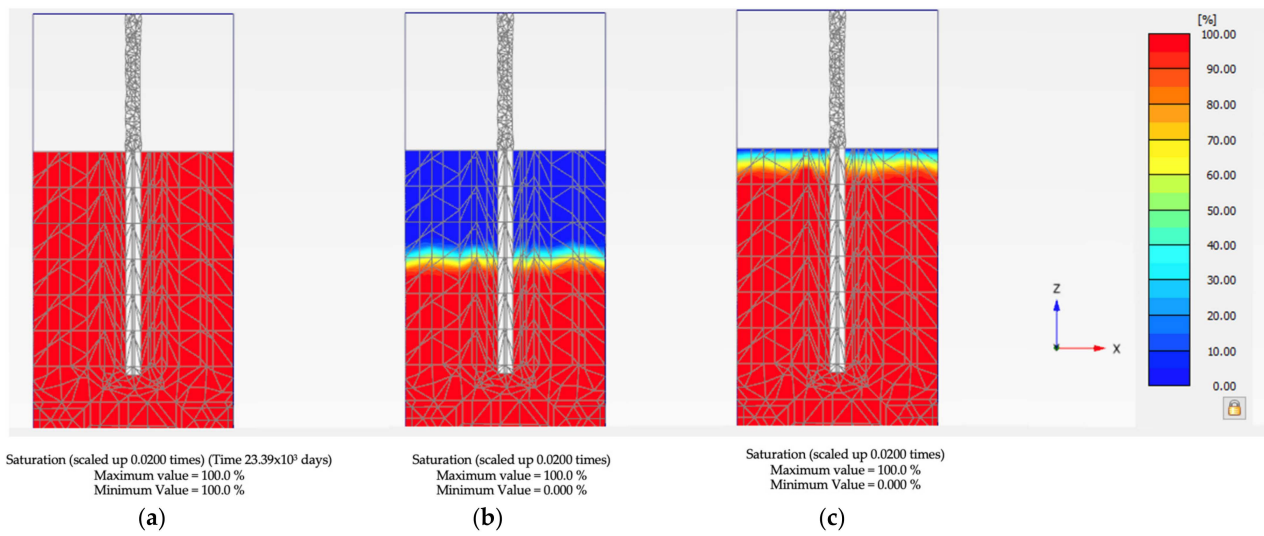 [%]
100.00
90.00
80.00
70.00
60.00
50.00
40.00
30.00
20.00
10.00
0.00
Z
X
Saturation (scaled up 0.0200 times) (Time 23.39x10³ days)
Maximum value = 100.0 %
Minimum Value = 100.0 %
(a)
Saturation (scaled up 0.0200 times)
Maximum value = 100.0 %
Minimum Value = 0.000 %
(b)
Saturation (scaled up 0.0200 times)
Maximum value = 100.0 %
Minimum Value = 0.000 %
(c)